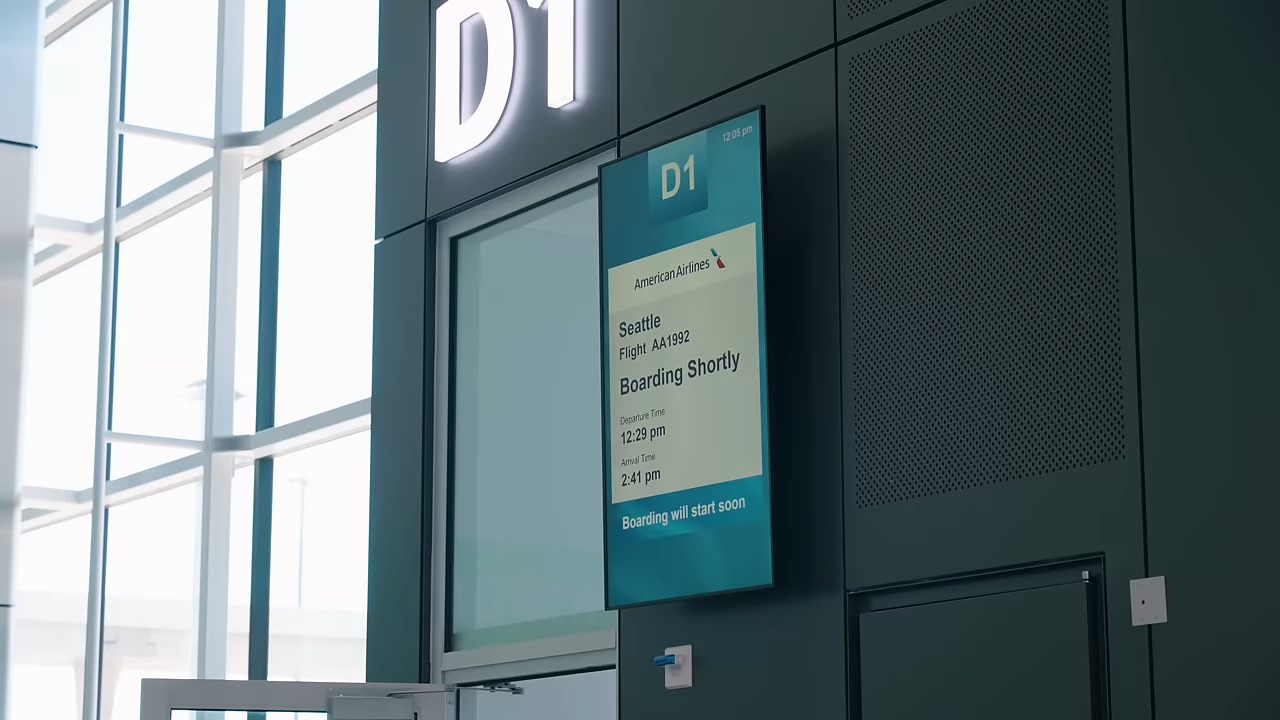 D1
12:05 pm
D1
American Airlines
Seattle
Flight AA1992
Boarding Shortly
Departure Time
12:29 pm
Arrival Time
2:41 pm
Boarding will start soon